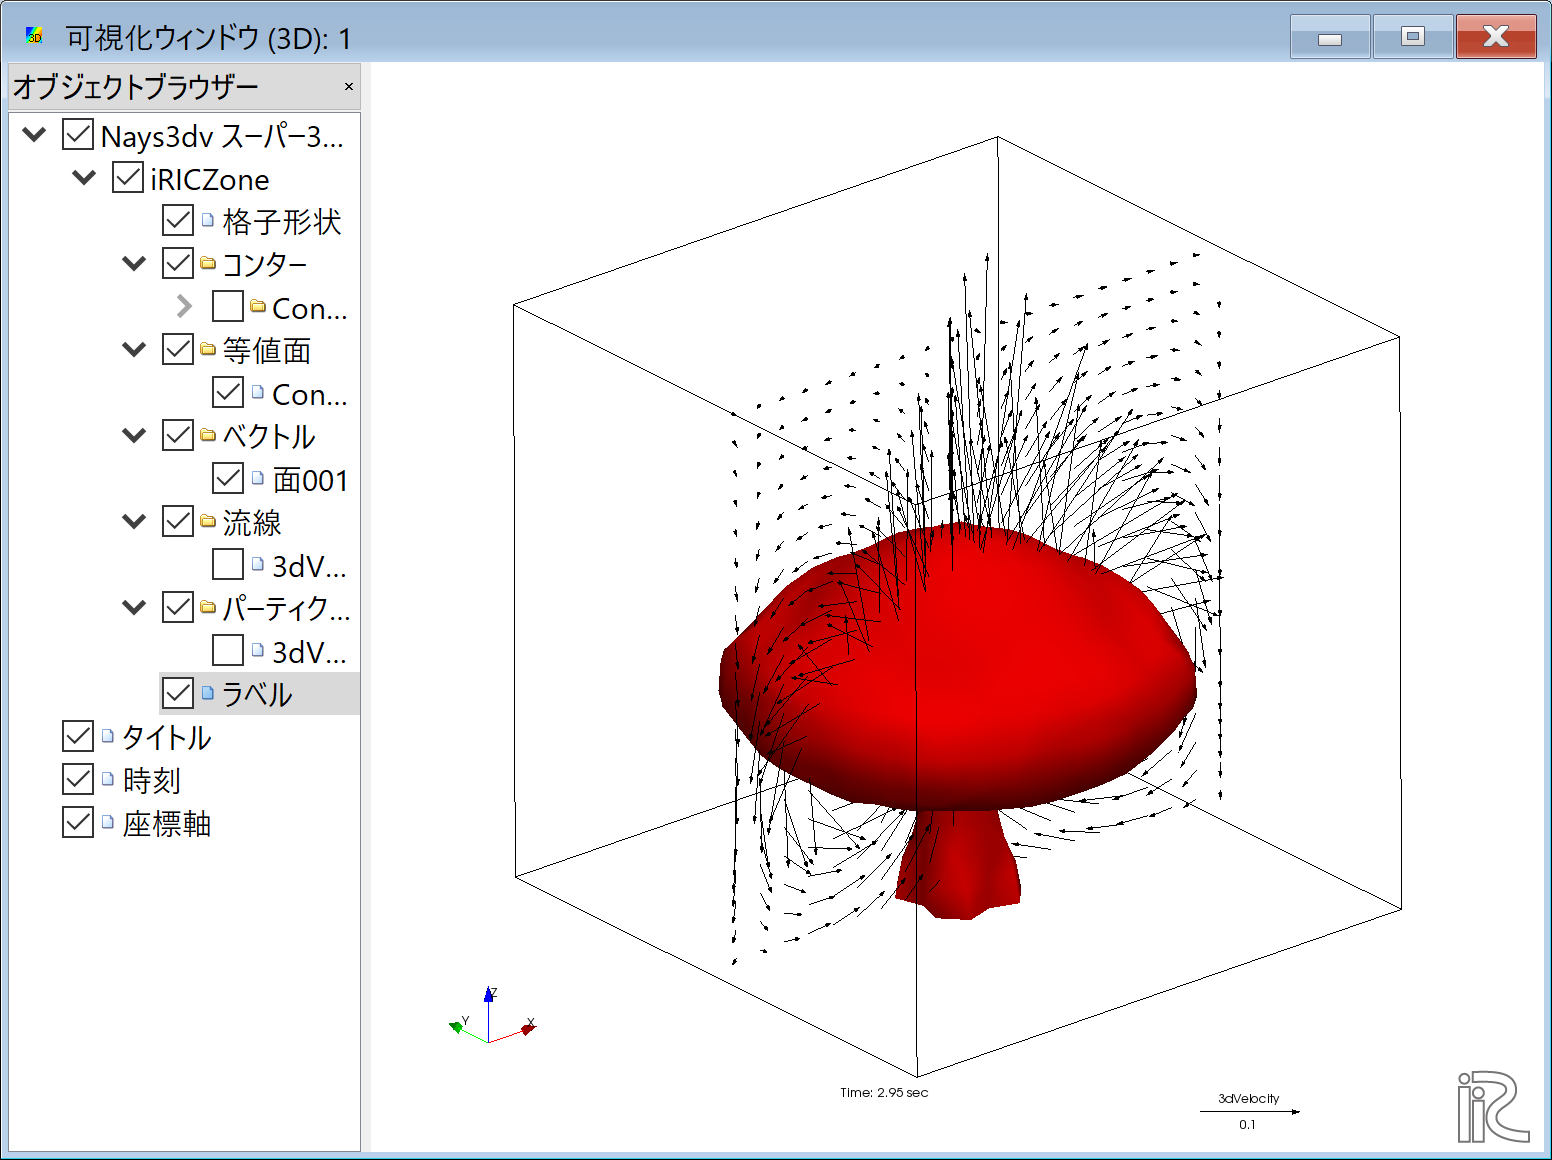 3D 可視化ウィンドウ (3D): 1
オブジェクトブラウザー ×
Nays3dv スーパー3...
iRICZone
格子形状
コンター
Con...
等値面
Con...
ベクトル
面001
流線
3dV...
パーティク...
3dV...
ラベル
タイトル
時刻
座標軸
Z
Y
X
Time: 2.95 sec
3dVelocity
0.1
iRIC